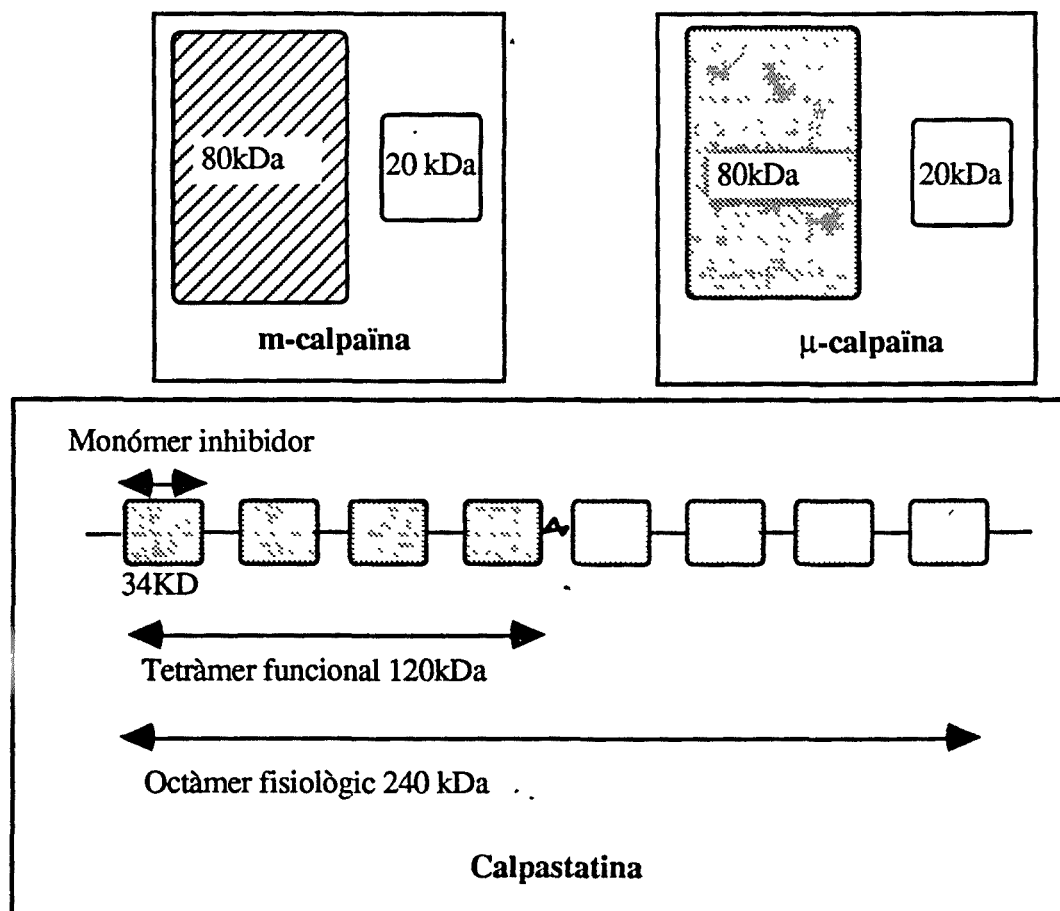 80kDa
20 kDa
m-calpaïna
80kDa
20kDa
µ-calpaïna
Monómer inhibidor
34KD
Tetràmer funcional 120kDa
Octàmer fisiològic 240 kDa
Calpastatina